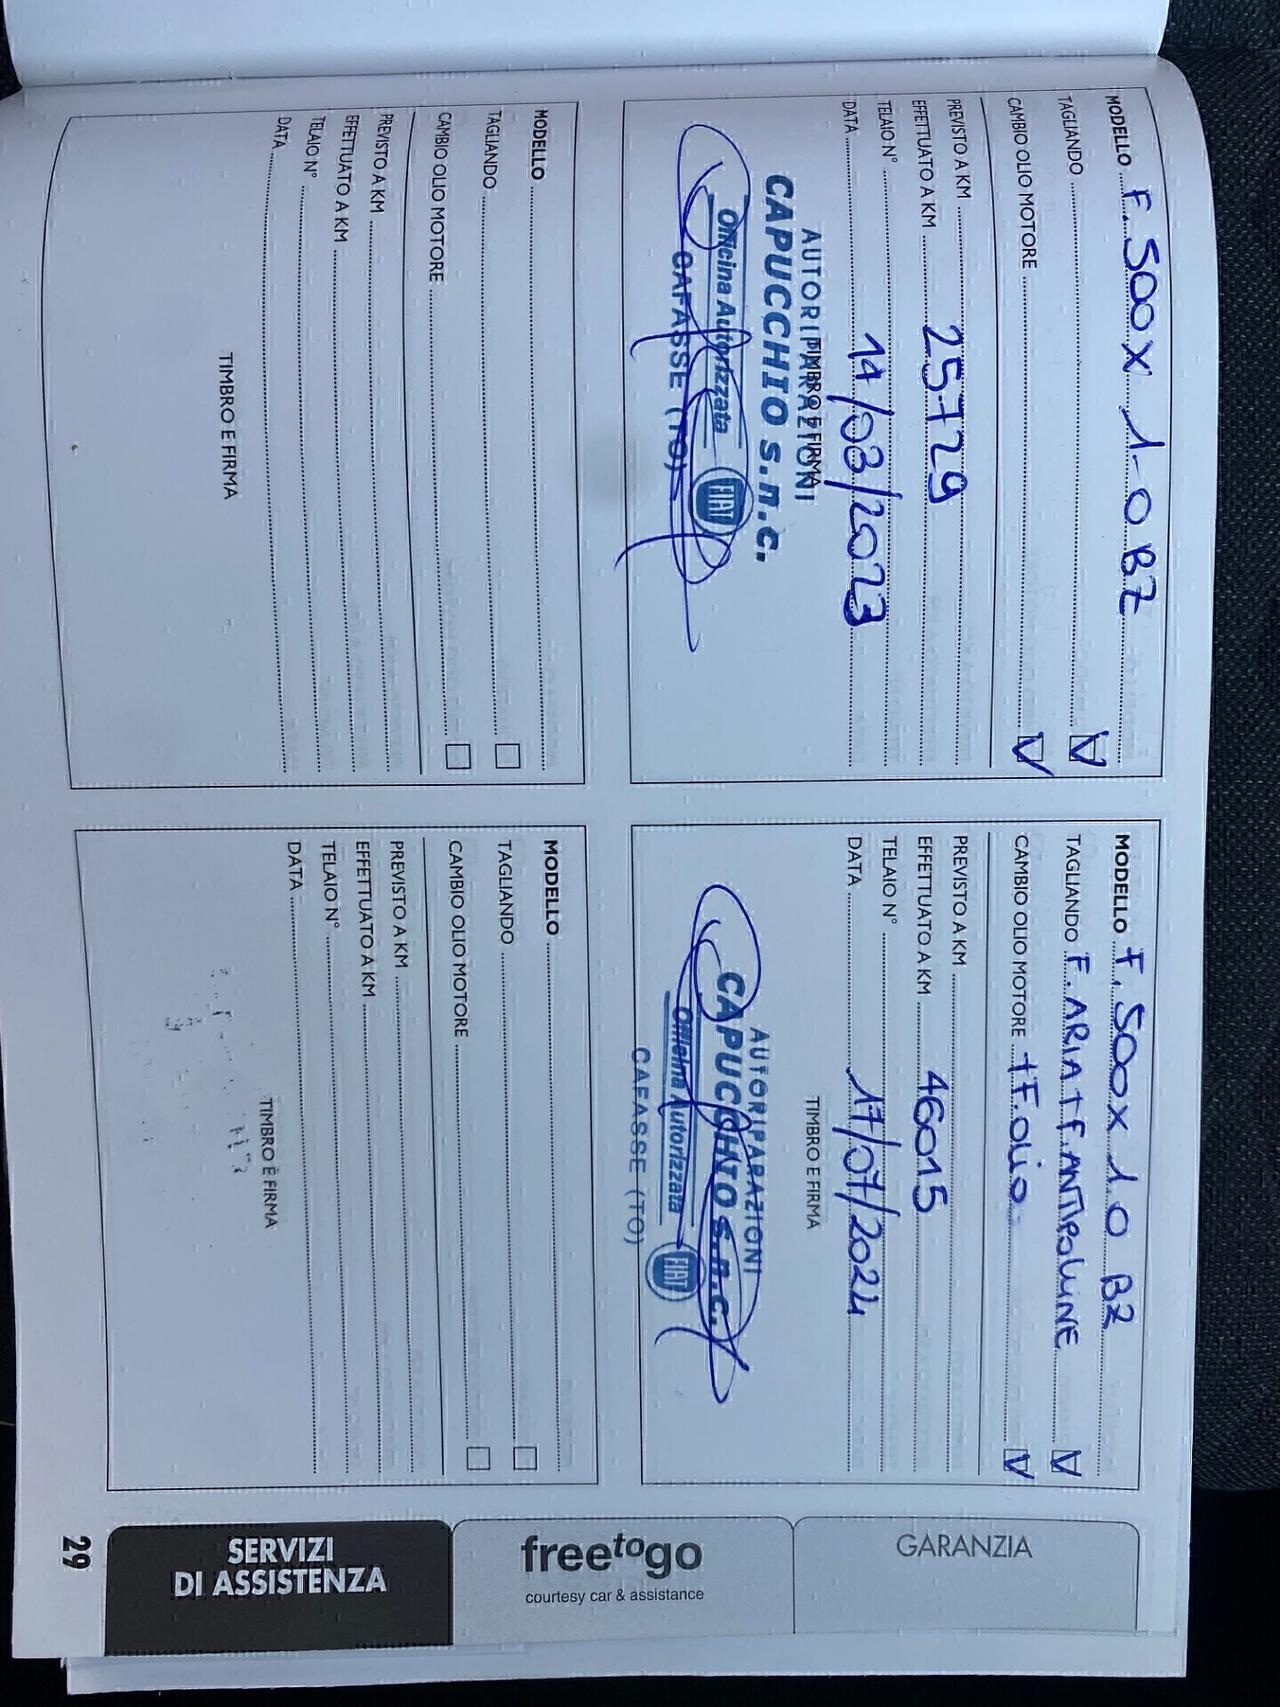 MODELLO F. 500X 1.0 BZ
TAGLIANDO
CAMBIO OLIO MOTORE
PREVISTO A KM
EFFETTUATO A KM 25729
TELAIO N°
DATA 14/03/2023
TIMBRO E FIRMA
AUTORIPARAZIONI
CAPUCCHIO s.n.c.
Officina Autorizzata FIAT
CAFASSE (TO)
MODELLO F. 500X 1.0 BZ
TAGLIANDO F. ARIA + F. ANTIPOLLINE
CAMBIO OLIO MOTORE +F. OLIO
PREVISTO A KM
EFFETTUATO A KM 46015
TELAIO N°
DATA 17/07/2024
TIMBRO E FIRMA
AUTORIPARAZIONI
CAPUCCHIO s.n.c.
Officina Autorizzata FIAT
CAFASSE (TO)
MODELLO
TAGLIANDO
CAMBIO OLIO MOTORE
PREVISTO A KM
EFFETTUATO A KM
TELAIO N°
DATA
TIMBRO E FIRMA
MODELLO
TAGLIANDO
CAMBIO OLIO MOTORE
PREVISTO A KM
EFFETTUATO A KM
TELAIO N°
DATA
TIMBRO E FIRMA
GARANZIA
freetogo
courtesy car & assistance
SERVIZI
DI ASSISTENZA
29